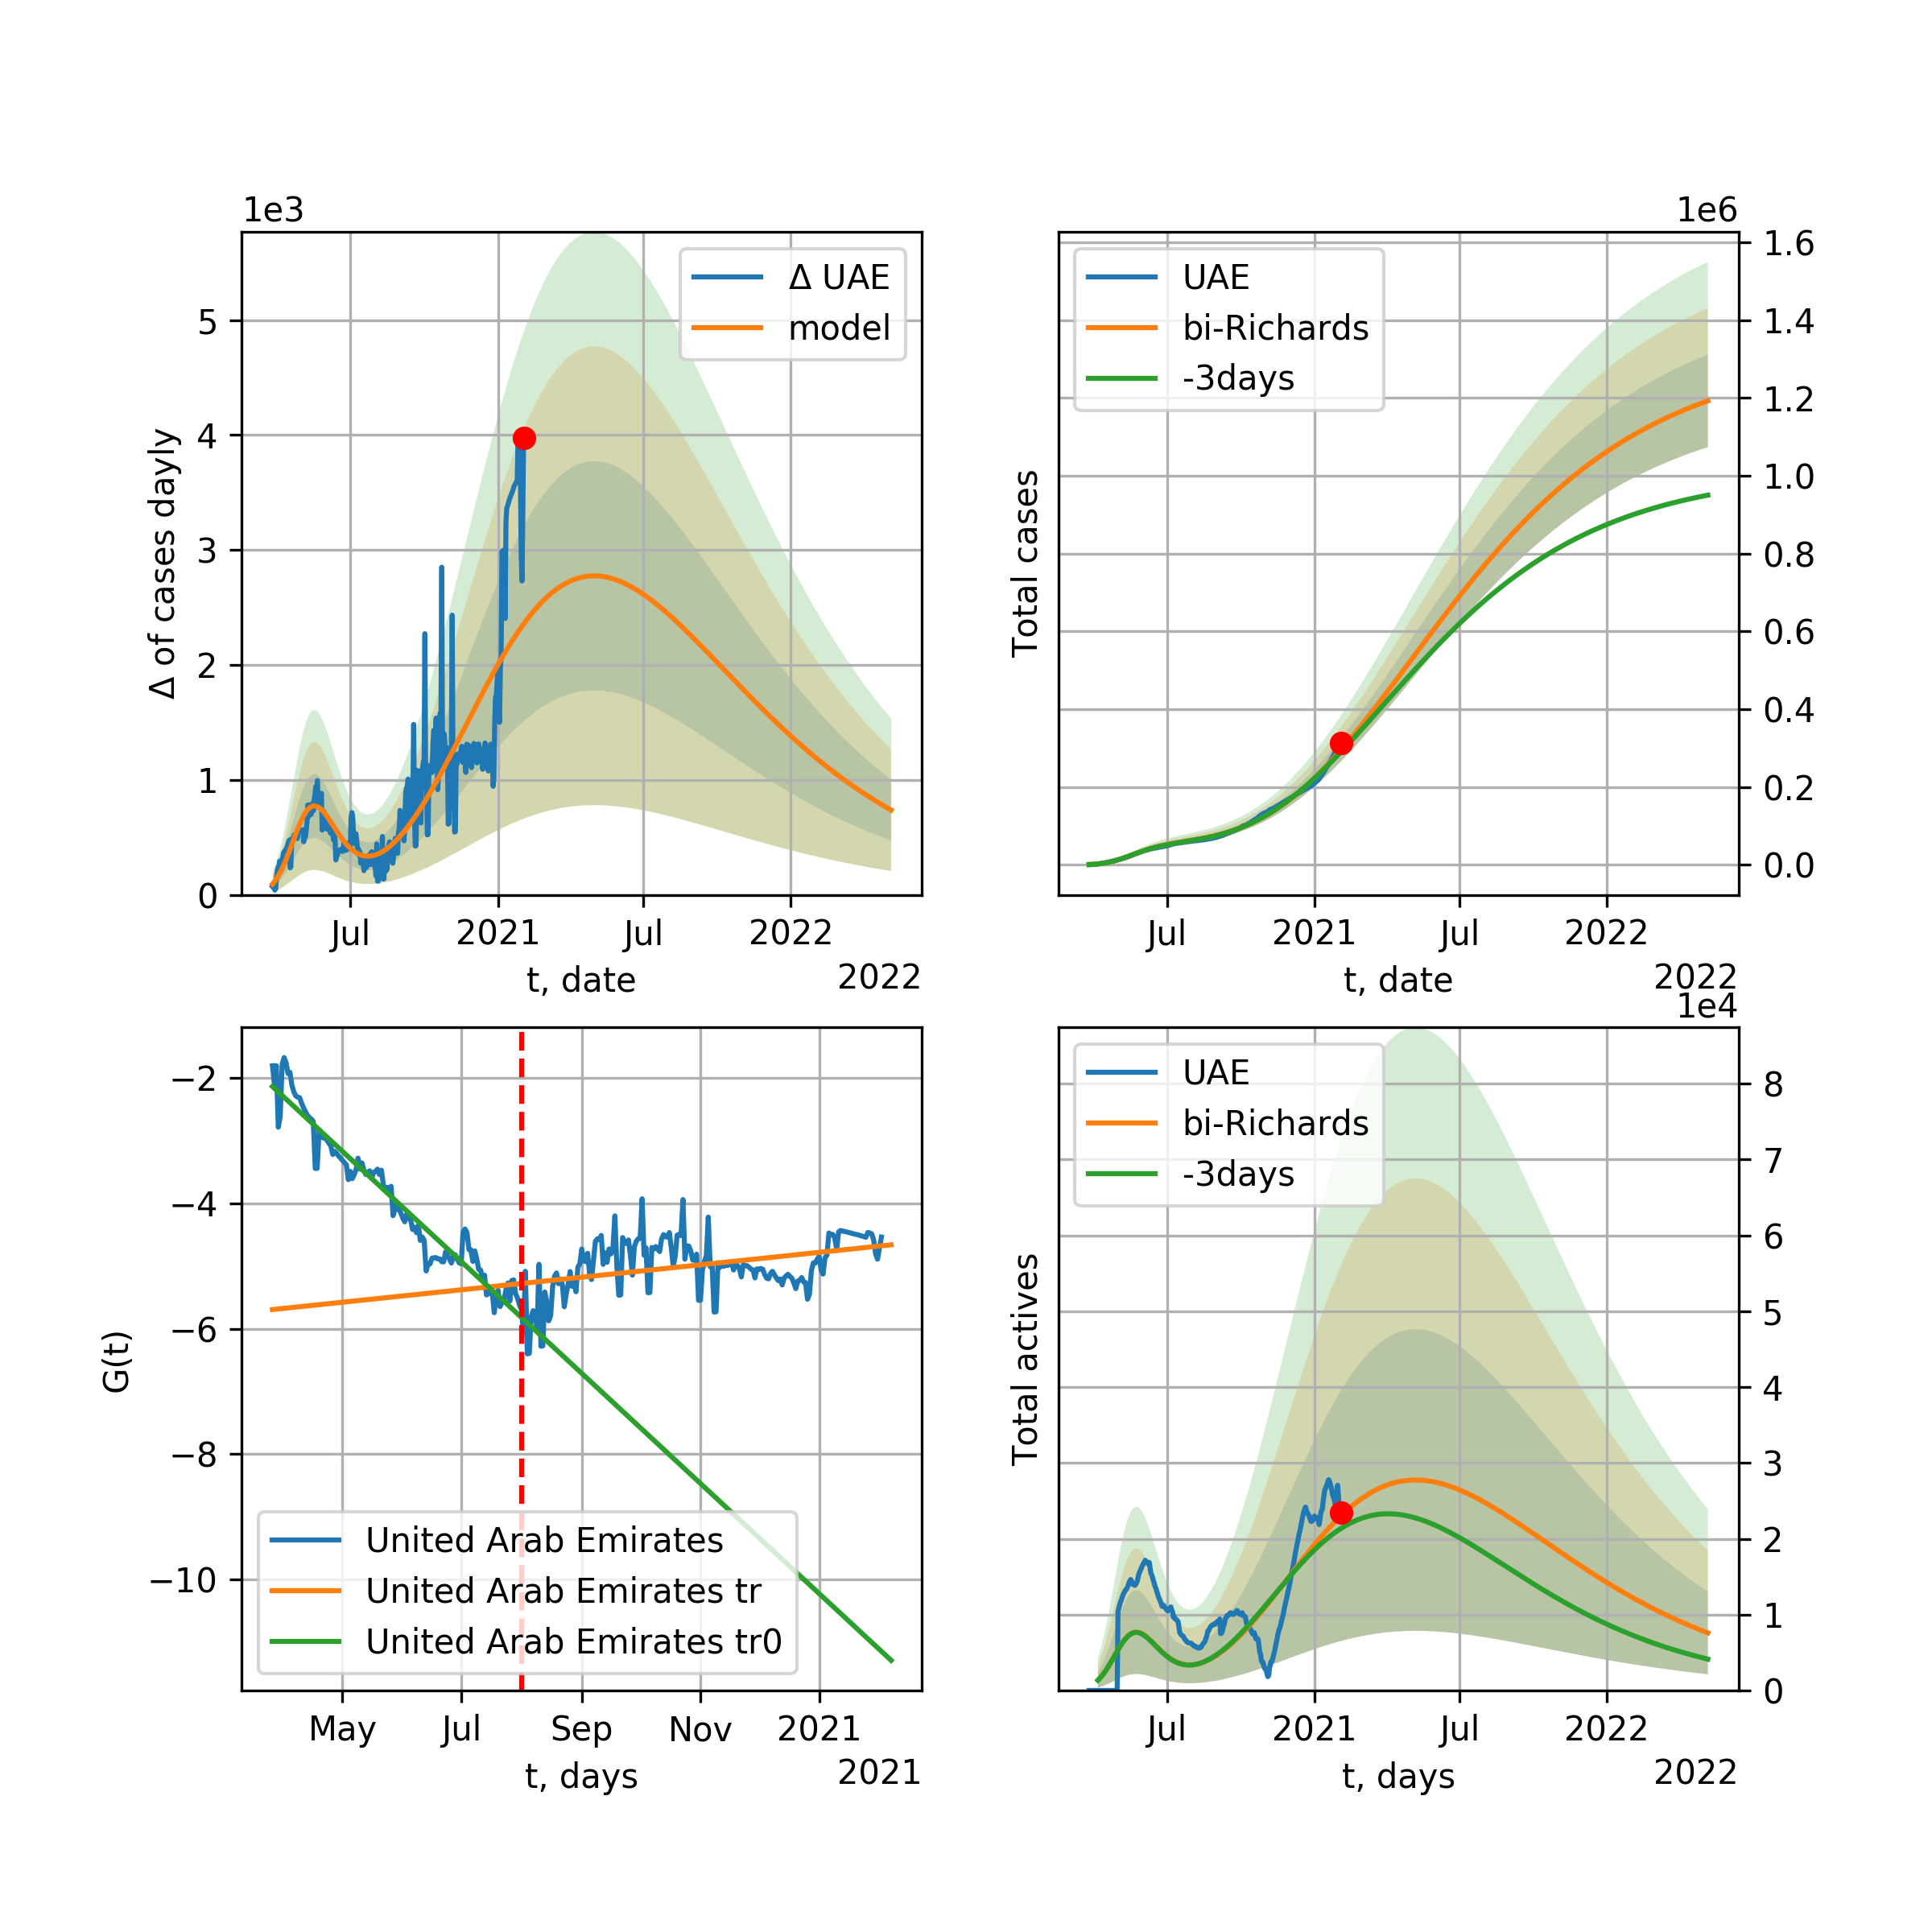 1e3
Δ of cases dayly
5
4
3
2
1
0
Δ UAE
model
Jul
2021
Jul
2022
t, date
2022
1e6
Total cases
UAE
bi-Richards
-3days
1.6
1.4
1.2
1.0
0.8
0.6
0.4
0.2
0.0
Jul
2021
Jul
2022
t, date
2022
G(t)
−2
−4
−6
−8
−10
United Arab Emirates
United Arab Emirates tr
United Arab Emirates tr0
May
Jul
Sep
Nov
2021
t, days
2021
1e4
Total actives
UAE
bi-Richards
-3days
8
7
6
5
4
3
2
1
0
Jul
2021
Jul
2022
t, days
2022